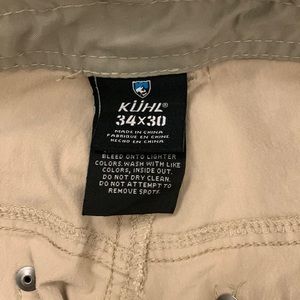 KÜHL®
34X30
MADE IN CHINA
FABRIQUE EN CHINE
HECHO EN CHINA
BLEED ONTO LIGHTER
COLORS. WASH WITH LIKE
COLORS, INSIDE OUT.
DO NOT DRY CLEAN.
DO NOT ATTEMPT TO
REMOVE SPOTS.